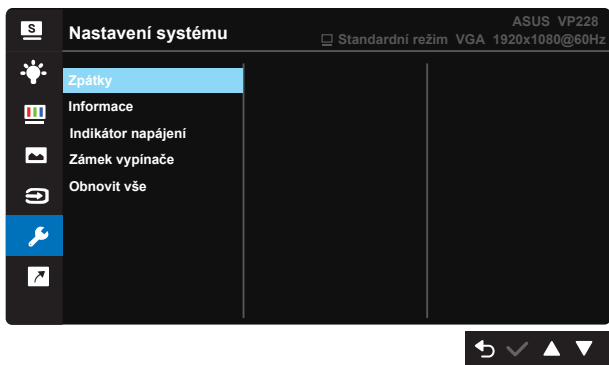 S
Nastavení systému
ASUS VP228
Standardní režim VGA 1920x1080@60Hz
Zpátky
Informace
Indikátor napájení
Zámek vypínače
Obnovit vše